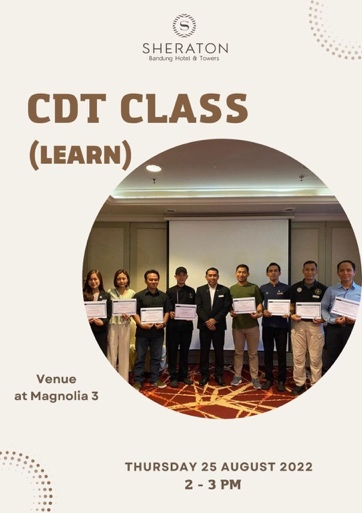 SHERATON
Bandung Hotel & Towers
CDT CLASS
(LEARN)
Venue
at Magnolia 3
THURSDAY 25 AUGUST 2022
2 - 3 PM